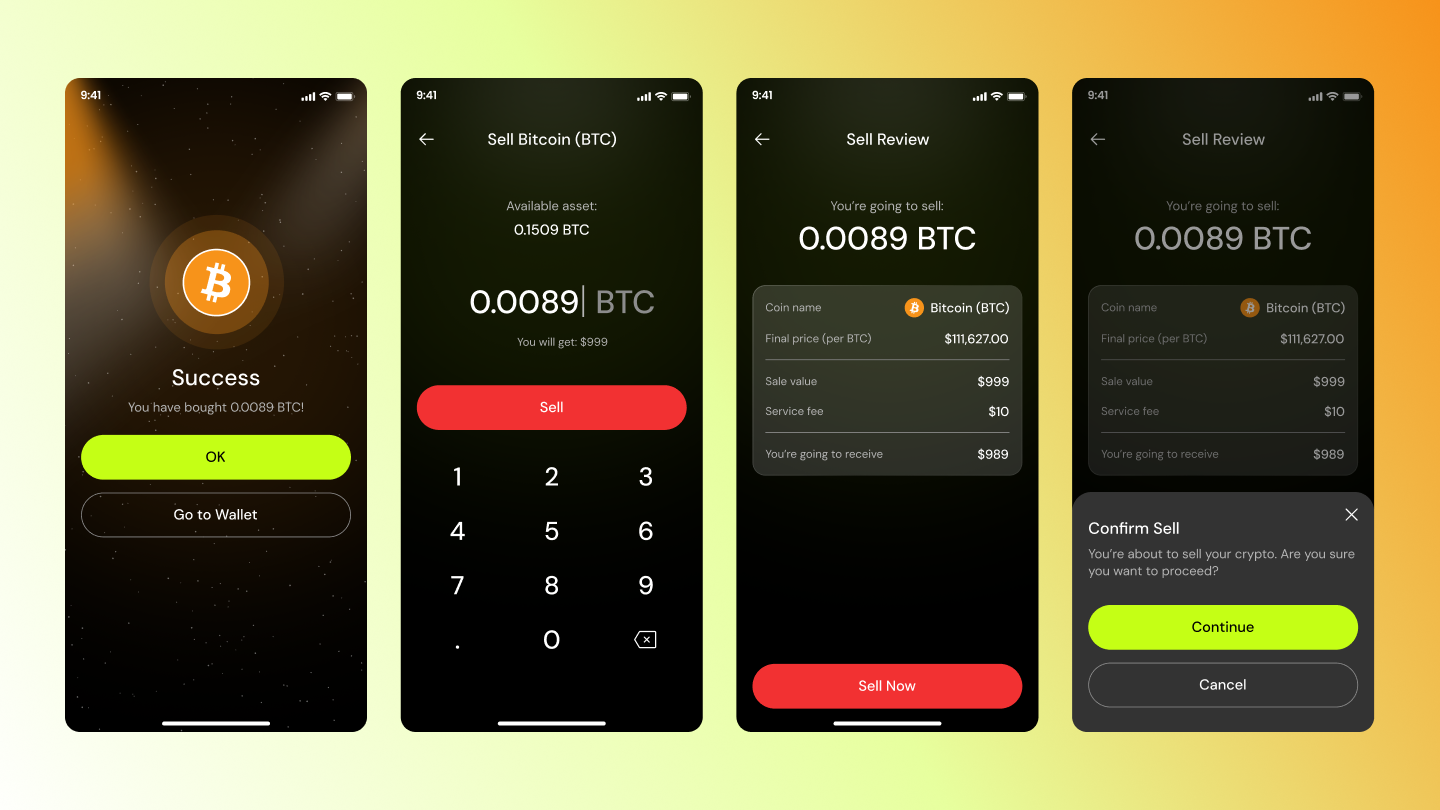 9:41
Success
You have bought 0.0089 BTC!
OK
Go to Wallet
9:41
Sell Bitcoin (BTC)
Available asset:
0.1509 BTC
0.0089 BTC
You will get: $999
Sell
1 2 3
4 5 6
7 8 9
. 0
9:41
Sell Review
You're going to sell:
0.0089 BTC
Coin name Bitcoin (BTC)
Final price (per BTC) $111,627.00
Sale value $999
Service fee $10
You're going to receive $989
Sell Now
9:41
Sell Review
You're going to sell:
0.0089 BTC
Coin name Bitcoin (BTC)
Final price (per BTC) $111,627.00
Sale value $999
Service fee $10
You're going to receive $989
Confirm Sell
You're about to sell your crypto. Are you sure
you want to proceed?
Continue
Cancel